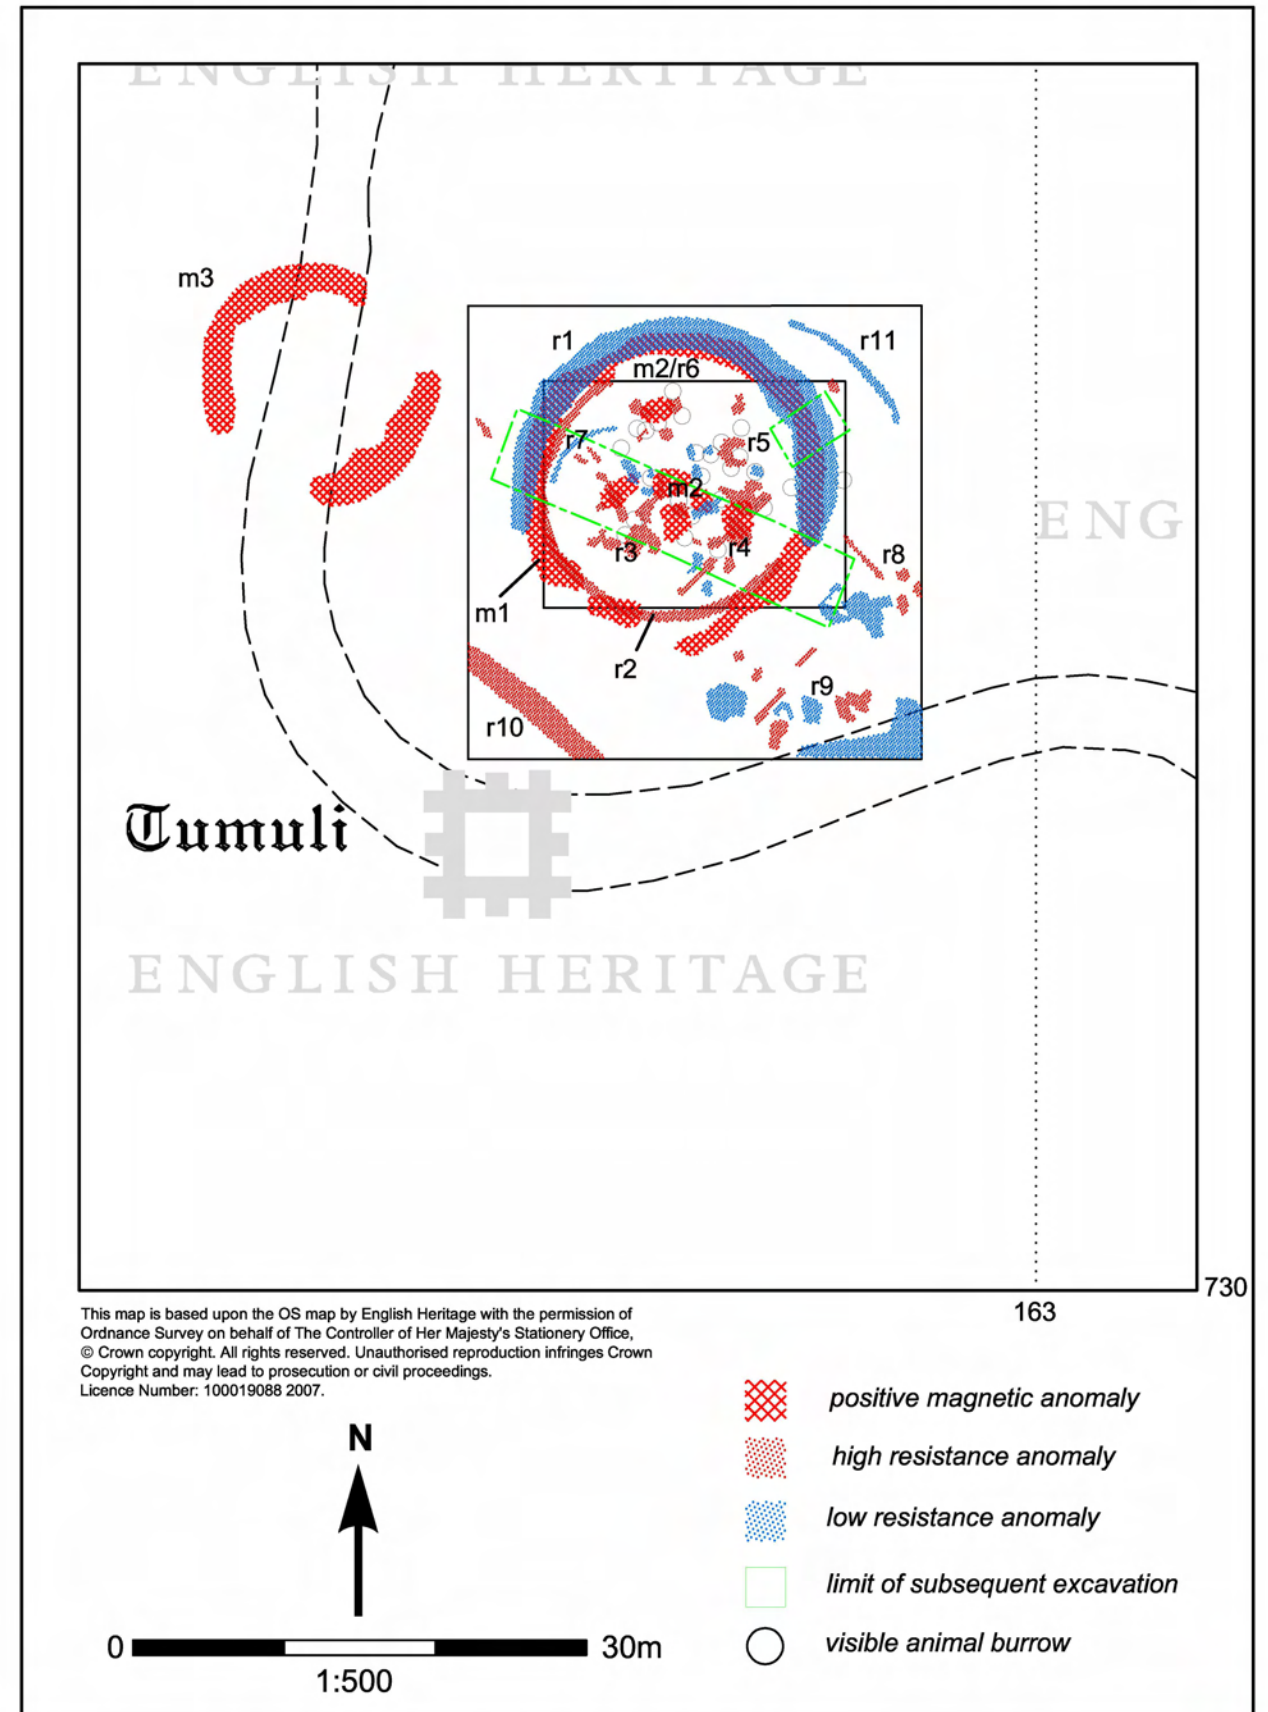 ENGLISH HERITAGE
m3
r1
r11
m2/r6
r7
r5
m2
ENG
r3
r4
r8
m1
r2
r9
r10
Tumuli
ENGLISH HERITAGE
730
163
This map is based upon the OS map by English Heritage with the permission of
Ordnance Survey on behalf of The Controller of Her Majesty's Stationery Office,
© Crown copyright. All rights reserved. Unauthorised reproduction infringes Crown
Copyright and may lead to prosecution or civil proceedings.
Licence Number: 100019088 2007.
N
0 30m
1:500
positive magnetic anomaly
high resistance anomaly
low resistance anomaly
limit of subsequent excavation
visible animal burrow